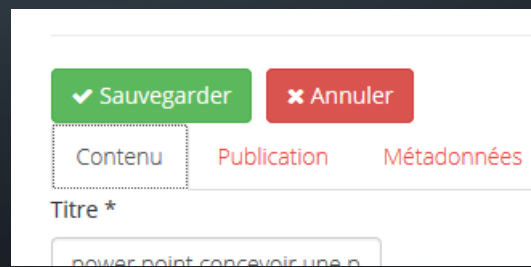 Sauvegarder Annuler
Contenu Publication Métadonnées
Titre *
power point concevoir une p